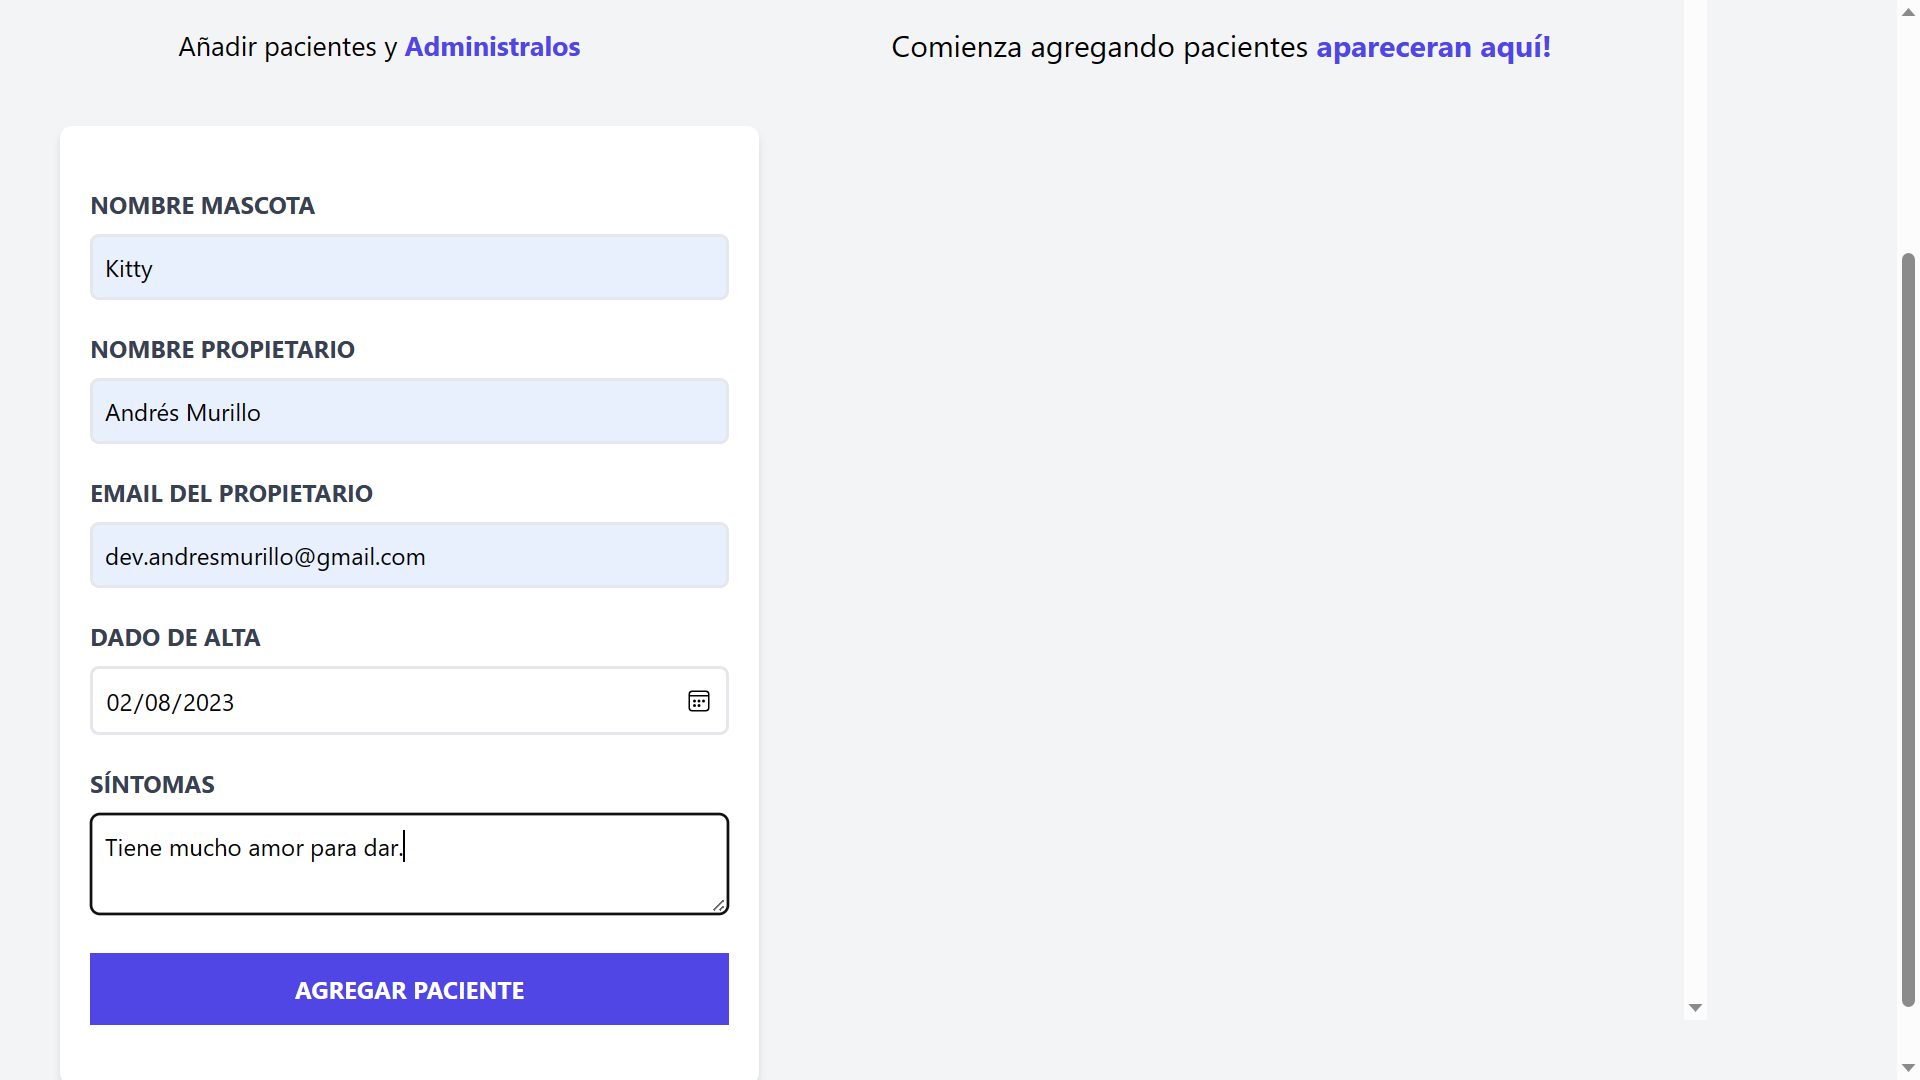 Añadir pacientes y Administralos
Comienza agregando pacientes apareceran aquí!
NOMBRE MASCOTA
Kitty
NOMBRE PROPIETARIO
Andrés Murillo
EMAIL DEL PROPIETARIO
dev.andresmurillo@gmail.com
DADO DE ALTA
02/08/2023
SÍNTOMAS
Tiene mucho amor para dar.
AGREGAR PACIENTE